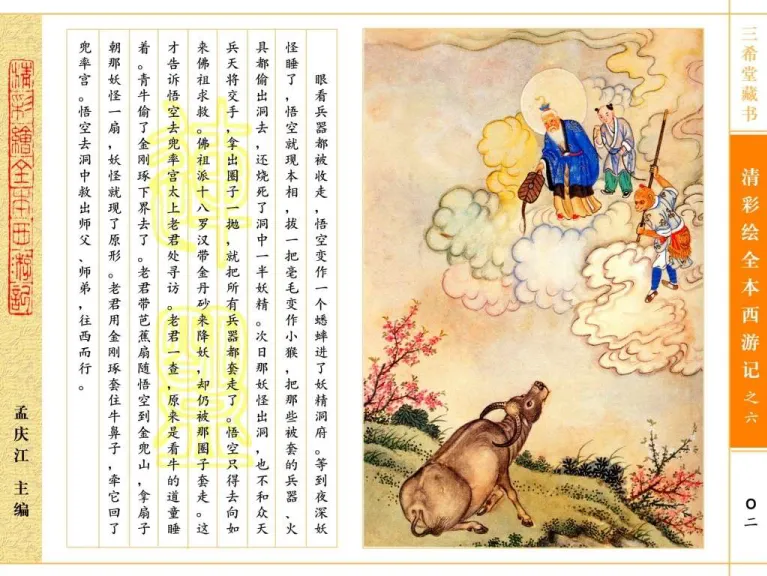 三希堂藏书
清彩绘全本西游记之六
〇二
眼看兵器都被收走，悟空变作一个蟋蟀进了妖精洞府。等到夜深妖
怪睡了，悟空就现本相，拔一把毫毛变作小猴，把那些被套的兵器、火
具都偷出洞去，还烧死了洞中一半妖精。次日那妖怪出洞，也不和众天
兵天将交手，拿出圈子一抛，就把所有兵器都套走了。悟空只得去向如
来佛祖求救。佛祖派十八罗汉带金丹砂来降妖，却仍被那圈子套走。这
才告诉悟空去兜率宫太上老君处寻访。老君一查，原来是看牛的道童睡
着。青牛偷了金刚琢下界去了。老君带芭蕉扇随悟空到金兜山，拿扇子
朝那妖怪一扇，妖怪就现了原形。老君用金刚琢套住牛鼻子，牵它回了
兜率宫。悟空去洞中救出师父、师弟，往西而行。
清彩绘全本西游记
孟庆江 主编